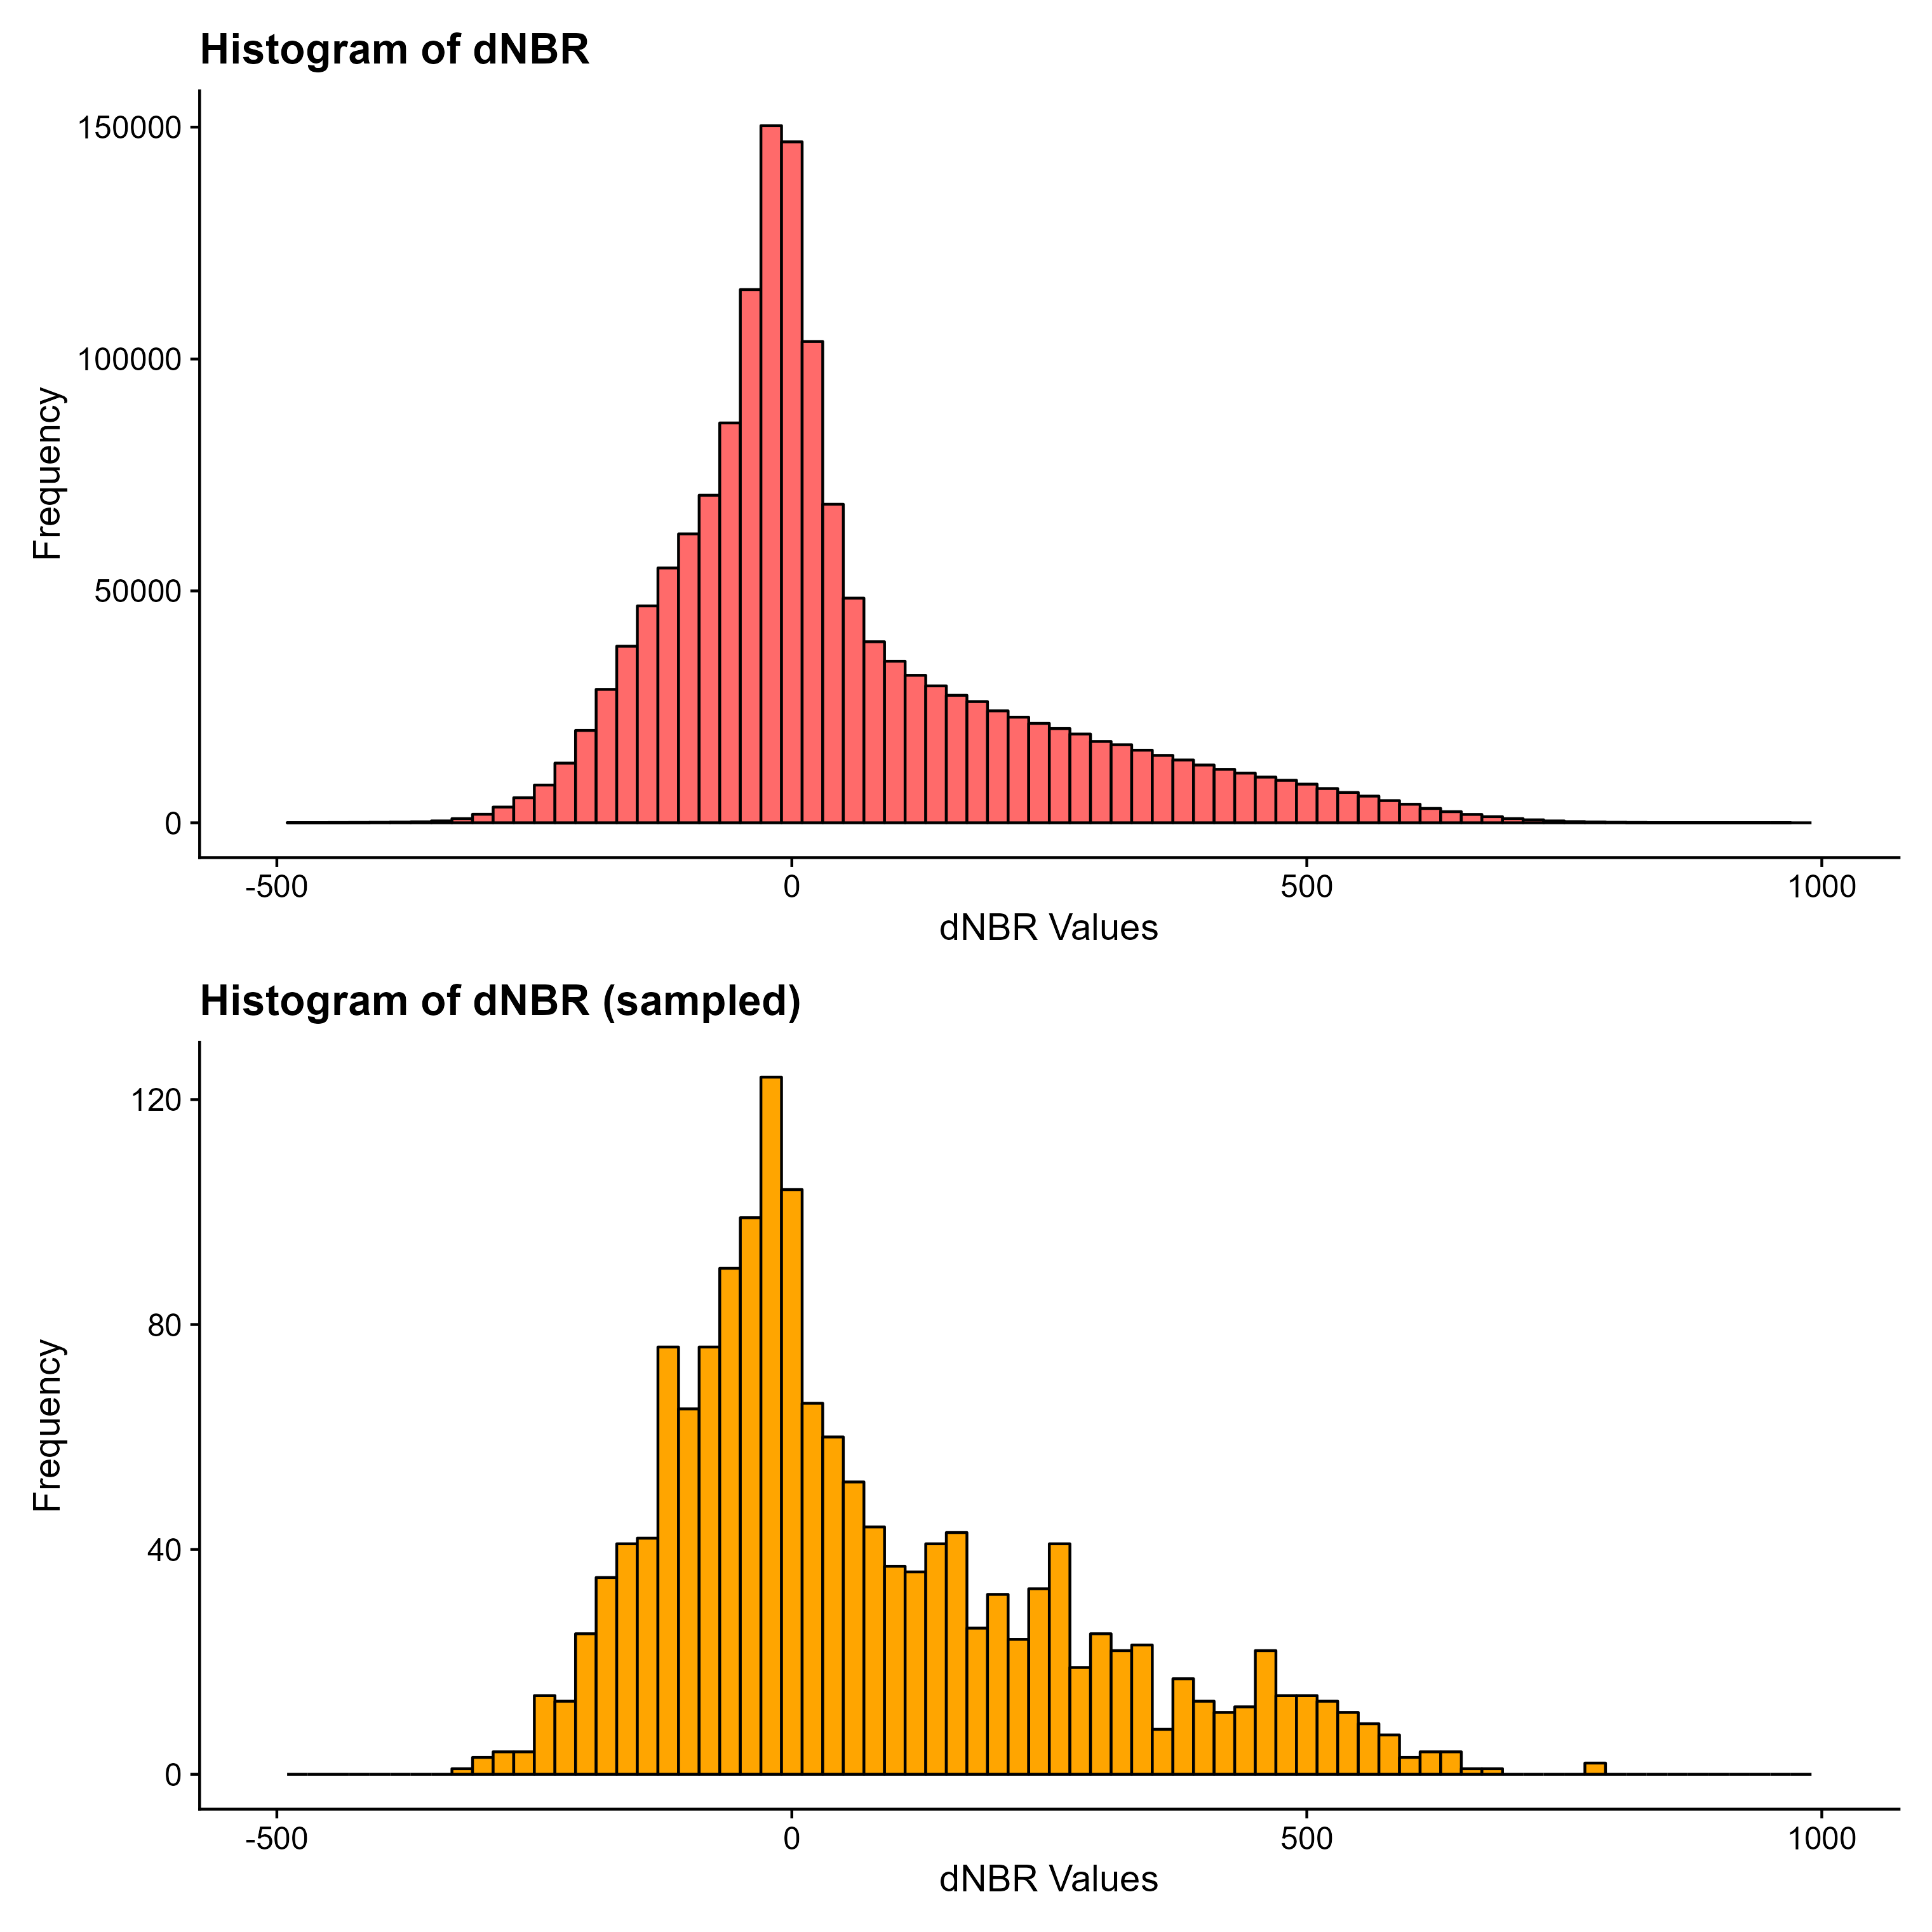 Histogram of dNBR
150000
100000
50000
0
Frequency
-500 0 500 1000
dNBR Values
Histogram of dNBR (sampled)
120
80
40
0
Frequency
-500 0 500 1000
dNBR Values